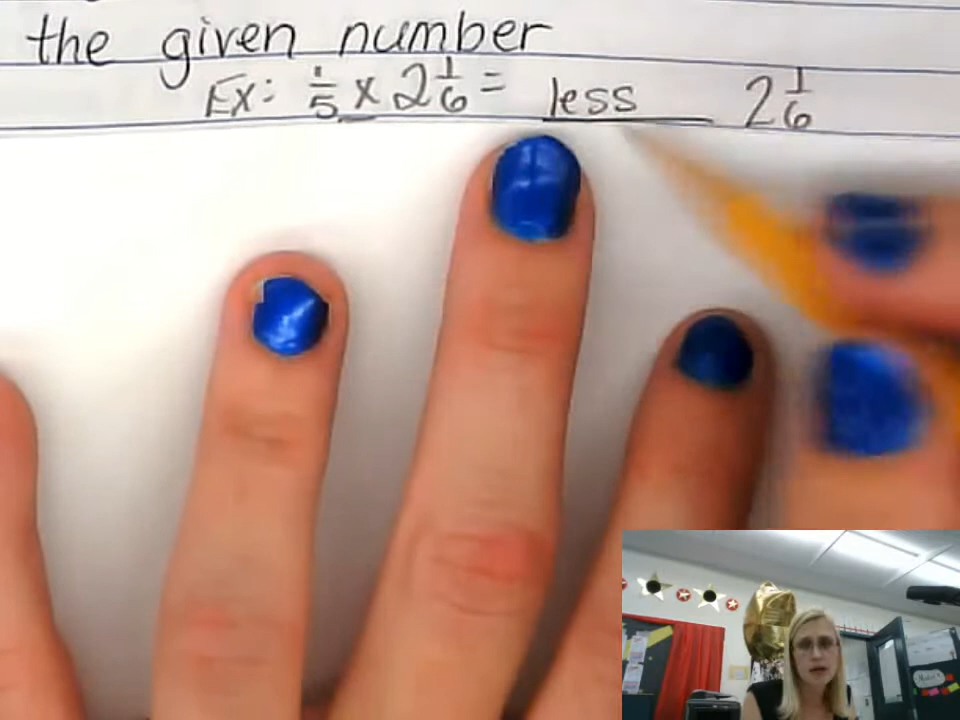 the given number
Ex: 1/5 x 2 1/6 = less 2 1/6